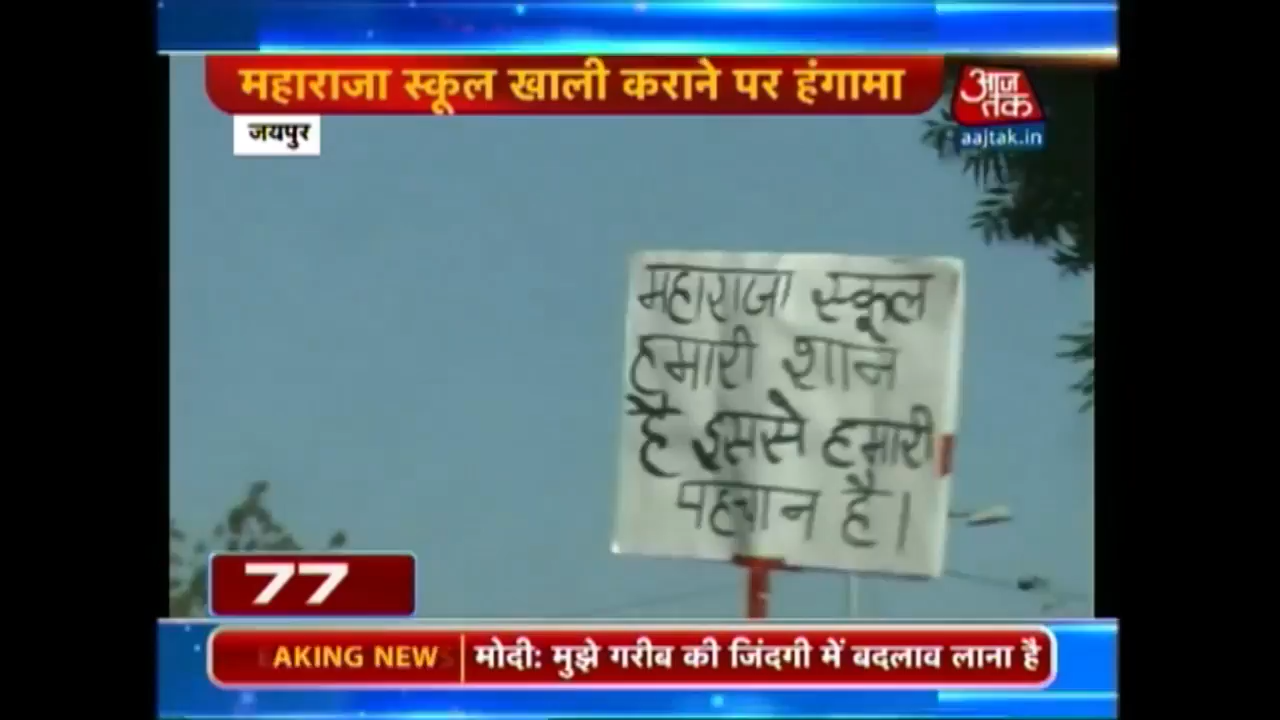 महाराजा स्कूल खाली कराने पर हंगामा
आज तक
aajtak.in
जयपुर
महाराजा स्कूल
हमारी शान
है इससे हमारी
पहचान है।
77
AKING NEW
मोदी: मुझे गरीब की जिंदगी में बदलाव लाना है